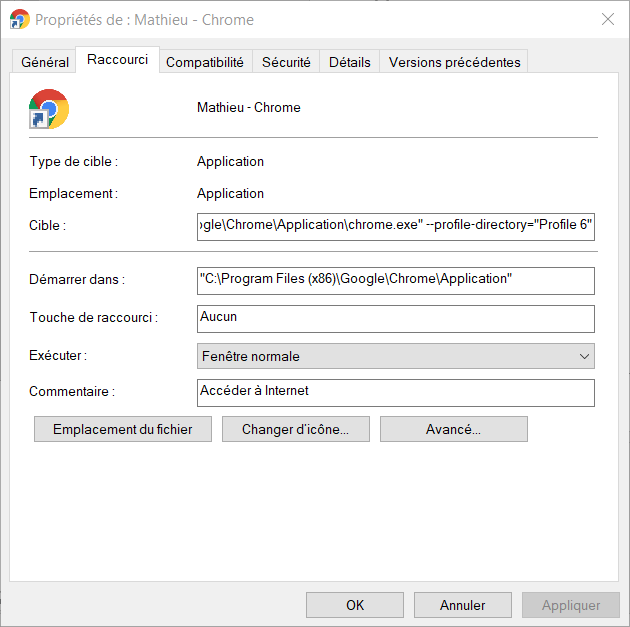 Propriétés de : Mathieu - Chrome
Général Raccourci Compatibilité Sécurité Détails Versions précédentes
Mathieu - Chrome
Type de cible : Application
Emplacement : Application
Cible : ogle\Chrome\Application\chrome.exe" --profile-directory="Profile 6"
Démarrer dans : "C:\Program Files (x86)\Google\Chrome\Application"
Touche de raccourci : Aucun
Exécuter : Fenêtre normale
Commentaire : Accéder à Internet
Emplacement du fichier Changer d'icône... Avancé...
OK Annuler Appliquer